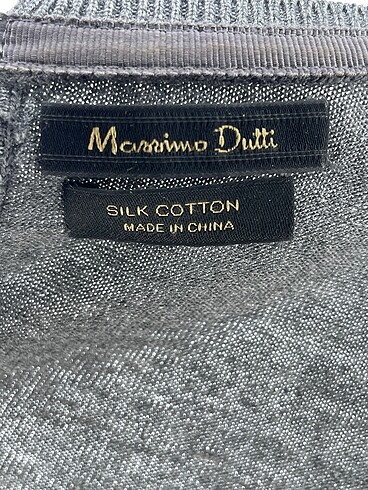 Massimo Dutti
SILK COTTON
MADE IN CHINA